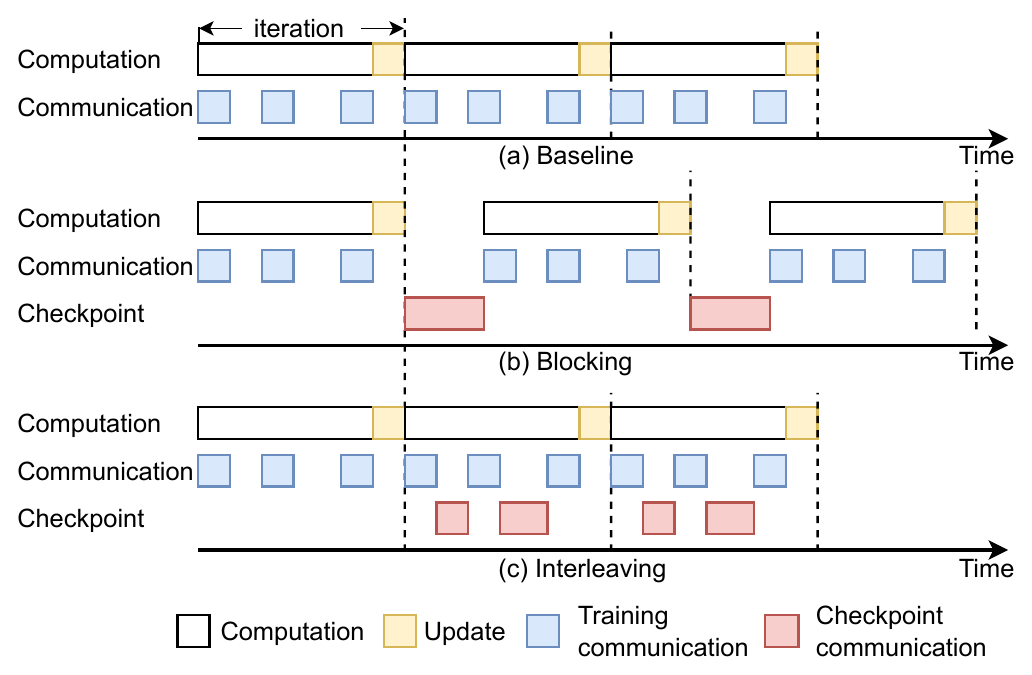 iteration
Computation
Communication
(a) Baseline
Time
Computation
Communication
Checkpoint
(b) Blocking
Time
Computation
Communication
Checkpoint
(c) Interleaving
Time
Computation
Update
Training
communication
Checkpoint
communication